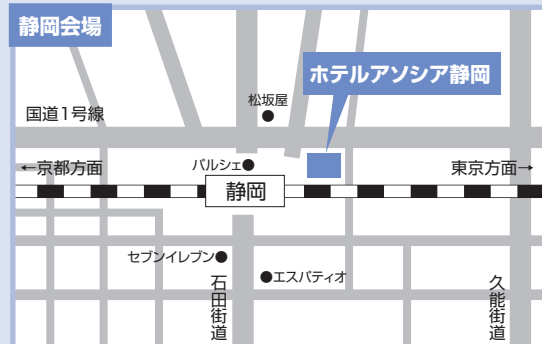 静岡会場
ホテルアソシア静岡
松坂屋
国道1号線
←京都方面
パルシェ
東京方面→
静岡
セブンイレブン
エスパティオ
石田街道
久能街道